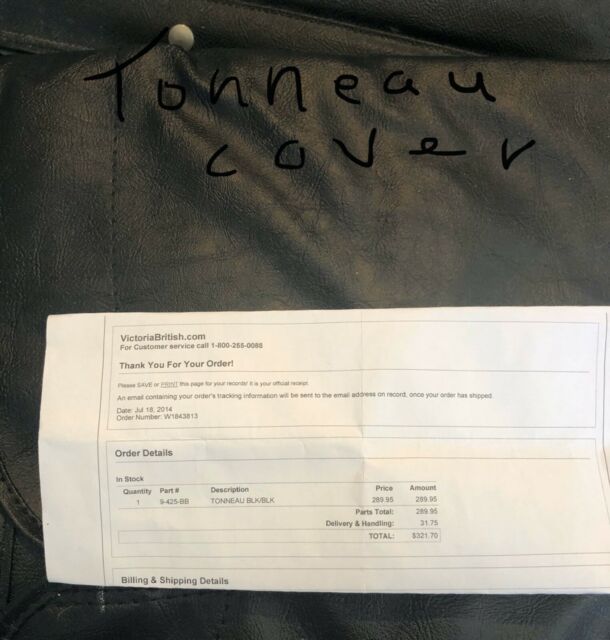 Tonneau
cover
VictoriaBritish.com
For Customer service call 1-800-255-0088
Thank You For Your Order!
Please SAVE or PRINT this page for your records! It is your official receipt.
An email containing your order's tracking information will be sent to the email address on record, once your order has shipped.
Date: Jul 18, 2014
Order Number: W1843813
Order Details
In Stock
Quantity Part # Description Price Amount
1 9-425-BB TONNEAU BLK/BLK 289.95 289.95
Parts Total: 289.95
Delivery & Handling: 31.75
TOTAL: $321.70
Billing & Shipping Details